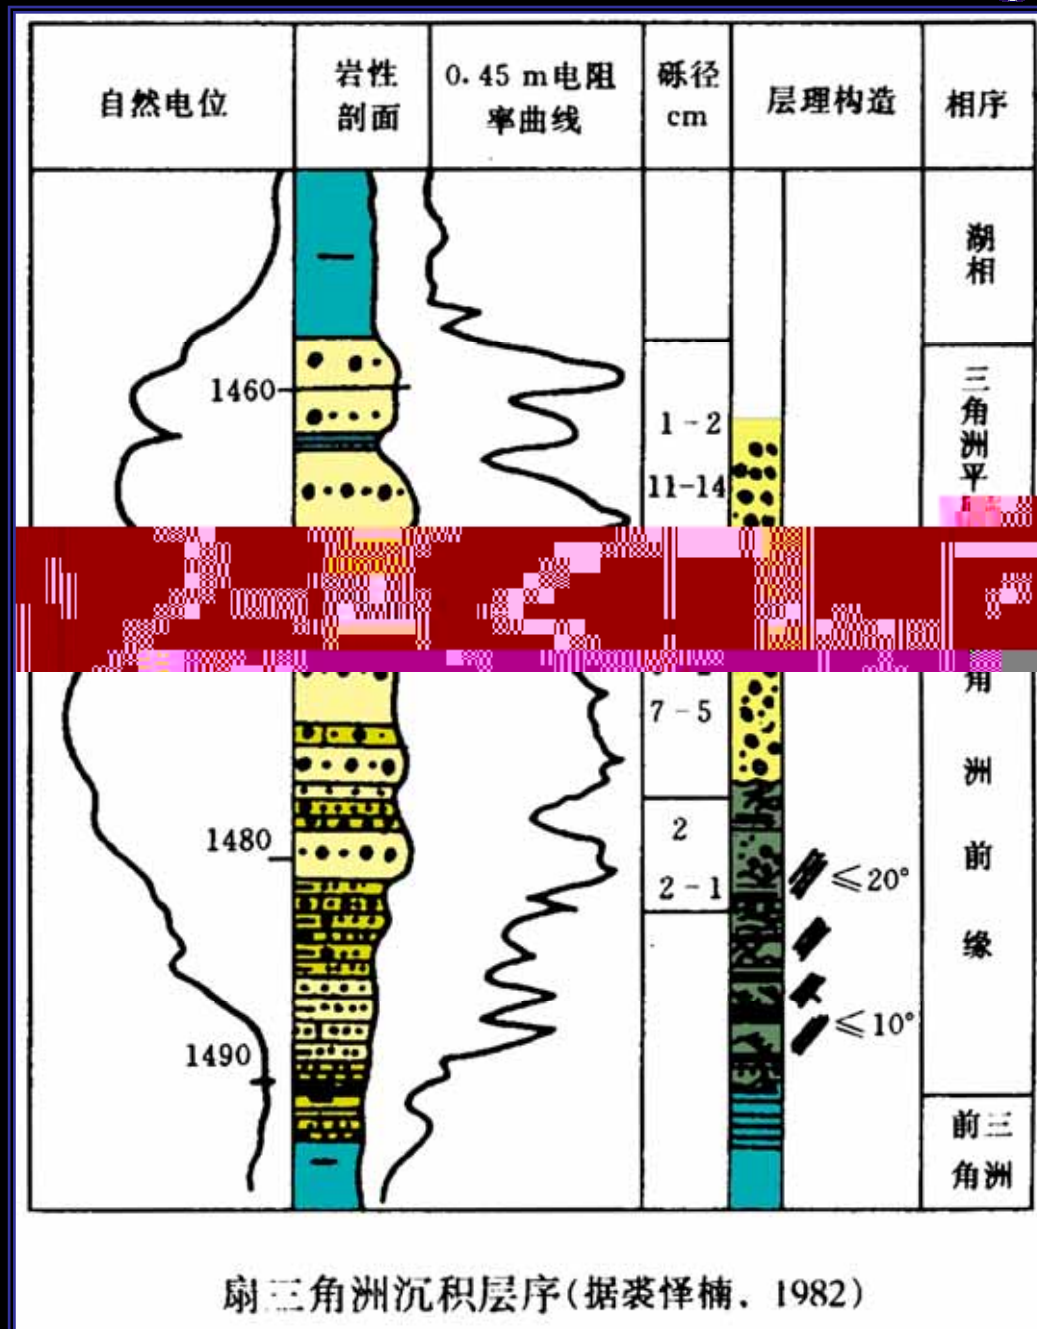 自然电位
岩性
剖面
0.45 m电阻
率曲线
砾径
cm
层理构造
相序
湖
相
1460
三
角
洲
平
1-2
11-14
角
7-5
洲
1480
2
前
2-1
≤20°
缘
≤10°
1490
前三
角洲
扇三角洲沉积层序(据裘怿楠．1982)